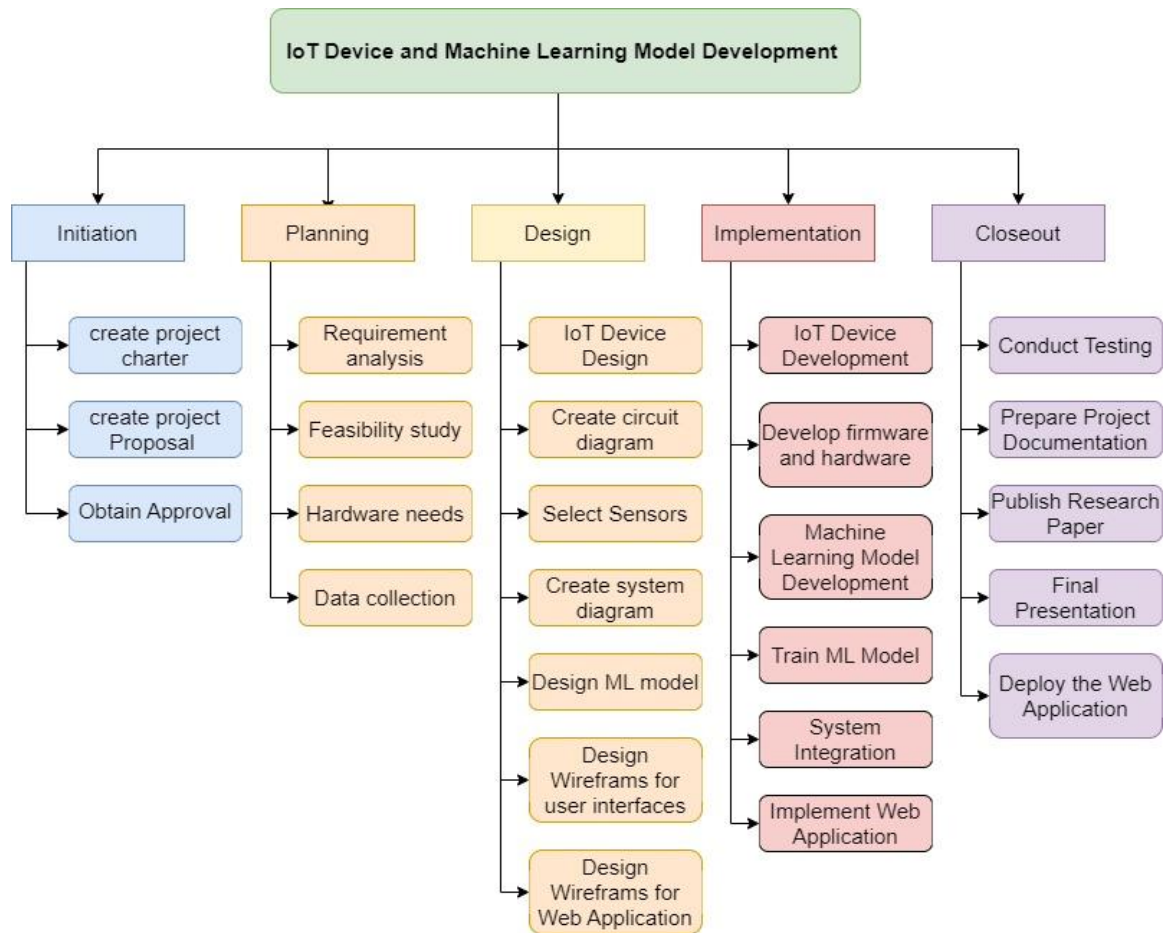 IoT Device and Machine Learning Model Development
Initiation
Planning
Design
Implementation
Closeout
create project
charter
create project
Proposal
Obtain Approval
Requirement
analysis
Feasibility study
Hardware needs
Data collection
IoT Device
Design
Create circuit
diagram
Select Sensors
Create system
diagram
Design ML model
Design
Wireframs for
user interfaces
Design
Wireframs for
Web Application
IoT Device
Development
Develop firmware
and hardware
Machine
Learning Model
Development
Train ML Model
System
Integration
Implement Web
Application
Conduct Testing
Prepare Project
Documentation
Publish Research
Paper
Final
Presentation
Deploy the Web
Application